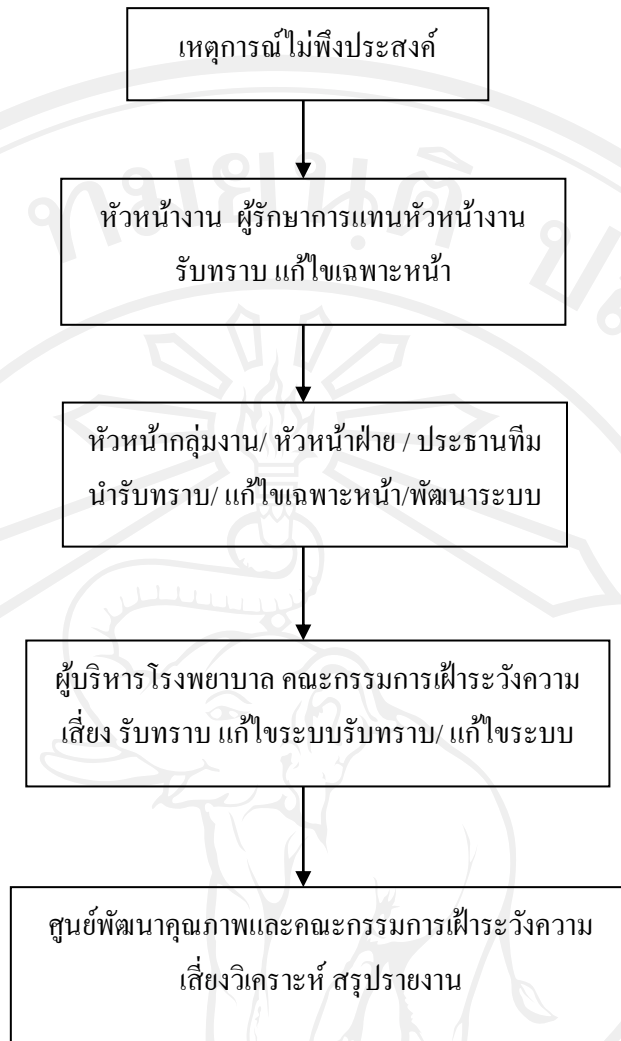 เหตุการณ์ไม่พึงประสงค์
หัวหน้างาน ผู้รักษาการแทนหัวหน้างาน
รับทราบ แก้ไขเฉพาะหน้า
หัวหน้ากลุ่มงาน/ หัวหน้าฝ่าย / ประธานทีม
นำรับทราบ/ แก้ไขเฉพาะหน้า/พัฒนาระบบ
ผู้บริหารโรงพยาบาล คณะกรรมการเฝ้าระวังความ
เสี่ยง รับทราบ แก้ไขระบบรับทราบ/ แก้ไขระบบ
ศูนย์พัฒนาคุณภาพและคณะกรรมการเฝ้าระวังความ
เสี่ยงวิเคราะห์ สรุปรายงาน